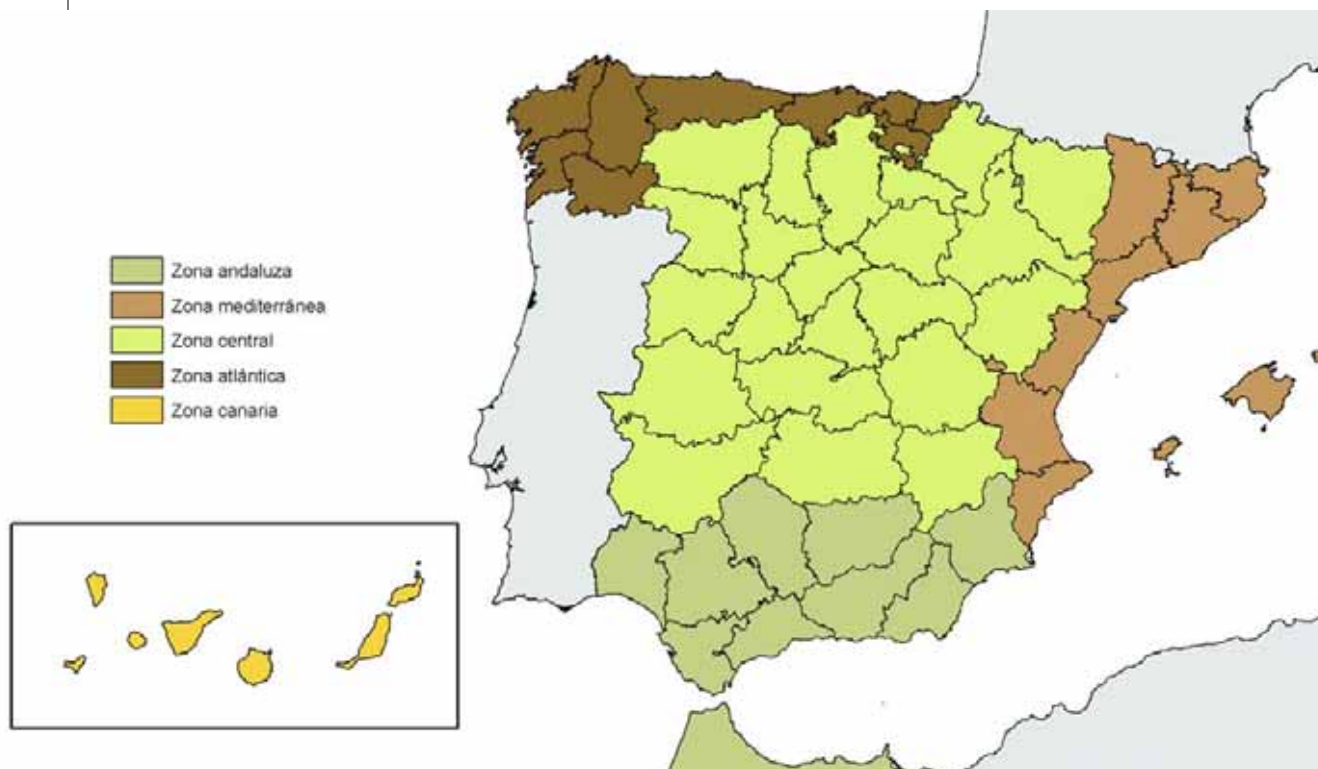 Zona andaluza
Zona mediterránea
Zona central
Zona atlántica
Zona canaria